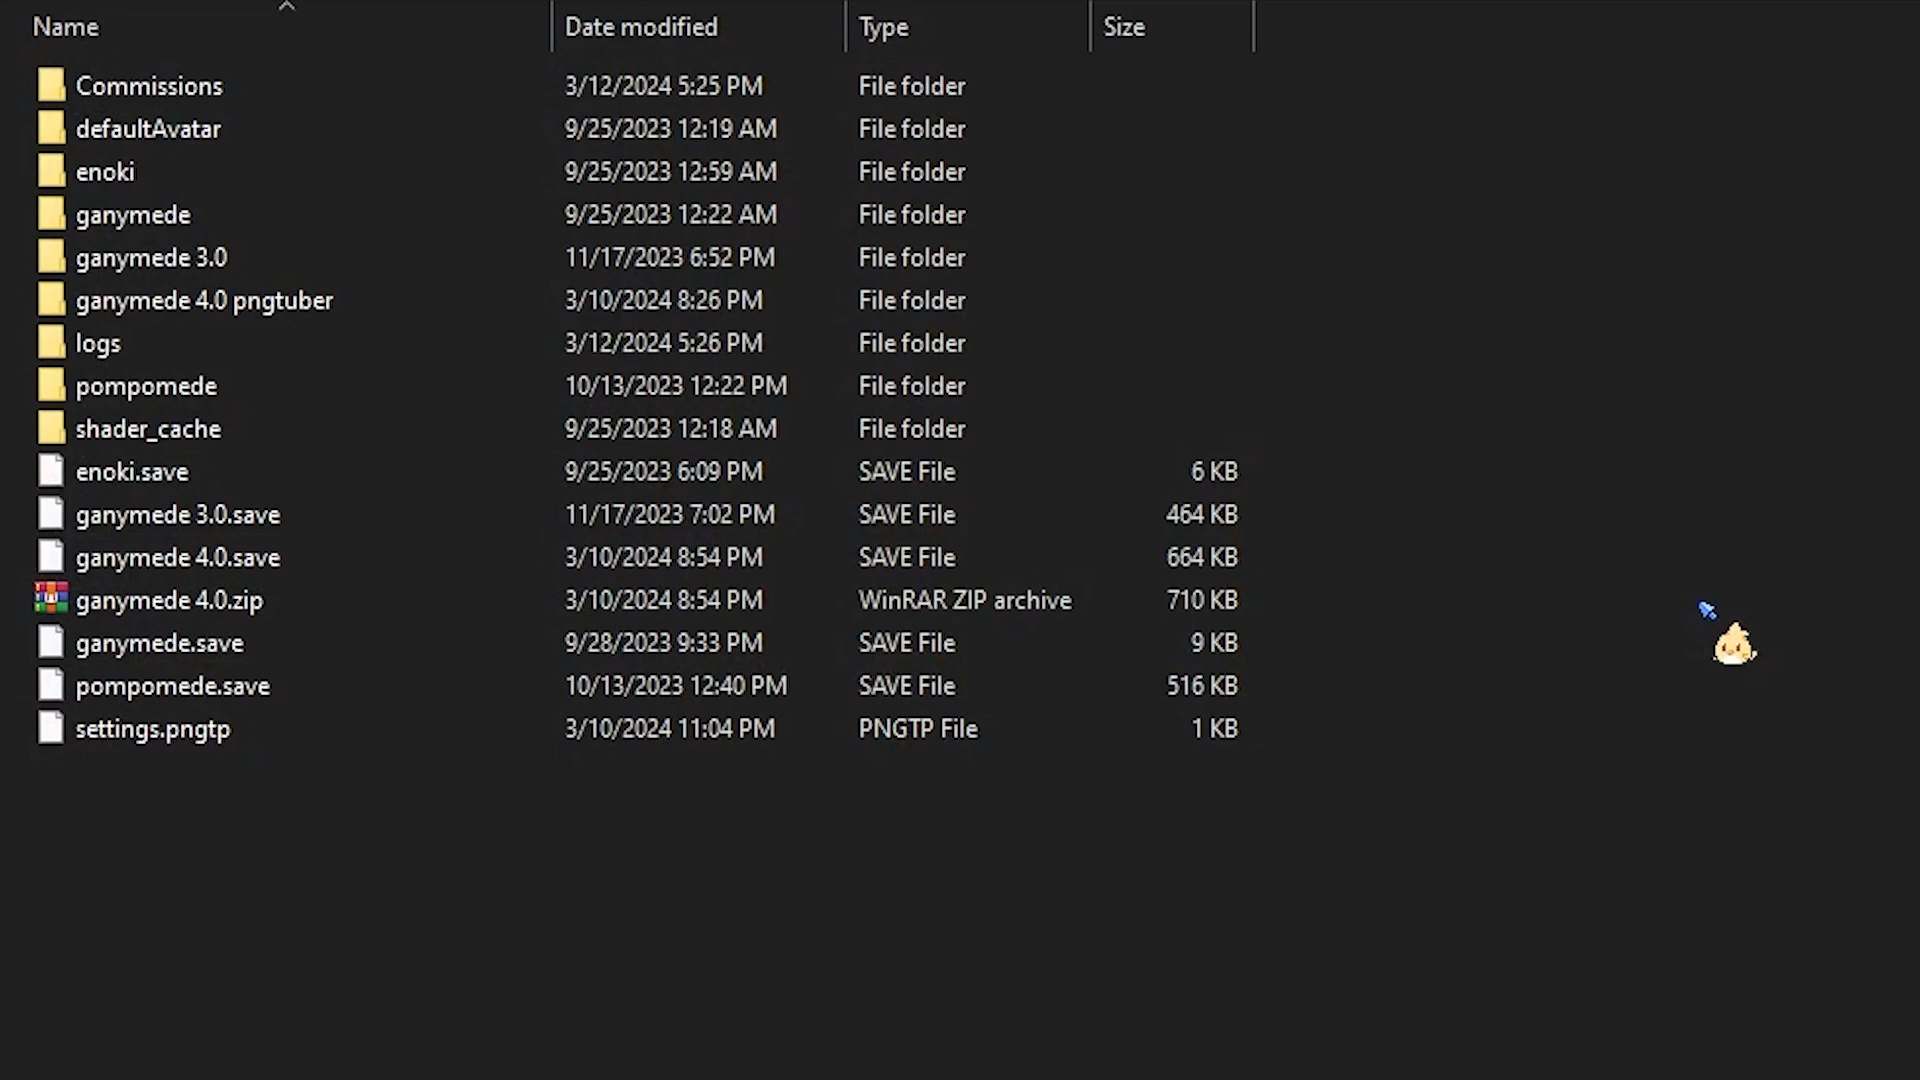 Name Date modified Type Size
Commissions 3/12/2024 5:25 PM File folder
defaultAvatar 9/25/2023 12:19 AM File folder
enoki 9/25/2023 12:59 AM File folder
ganymede 9/25/2023 12:22 AM File folder
ganymede 3.0 11/17/2023 6:52 PM File folder
ganymede 4.0 pngtuber 3/10/2024 8:26 PM File folder
logs 3/12/2024 5:26 PM File folder
pompomede 10/13/2023 12:22 PM File folder
shader_cache 9/25/2023 12:18 AM File folder
enoki.save 9/25/2023 6:09 PM SAVE File 6 KB
ganymede 3.0.save 11/17/2023 7:02 PM SAVE File 464 KB
ganymede 4.0.save 3/10/2024 8:54 PM SAVE File 664 KB
ganymede 4.0.zip 3/10/2024 8:54 PM WinRAR ZIP archive 710 KB
ganymede.save 9/28/2023 9:33 PM SAVE File 9 KB
pompomede.save 10/13/2023 12:40 PM SAVE File 516 KB
settings.pngtp 3/10/2024 11:04 PM PNGTP File 1 KB